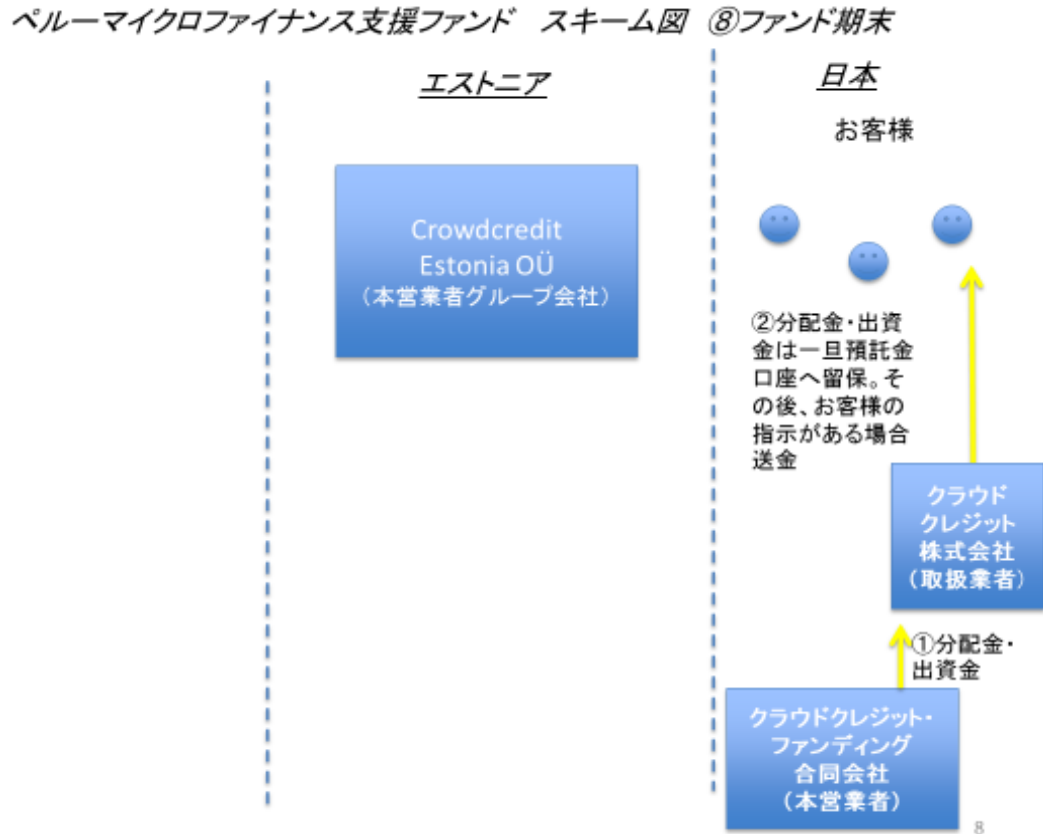 ペルーマイクロファイナンス支援ファンド　スキーム図　⑧ファンド期末
エストニア
日本
お客様
Crowdcredit
Estonia OÜ
（本営業者グループ会社）
②分配金・出資
金は一旦預託金
口座へ留保。そ
の後、お客様の
指示がある場合
送金
クラウド
クレジット
株式会社
（取扱業者）
①分配金・
出資金
クラウドクレジット・
ファンディング
合同会社
（本営業者）
8